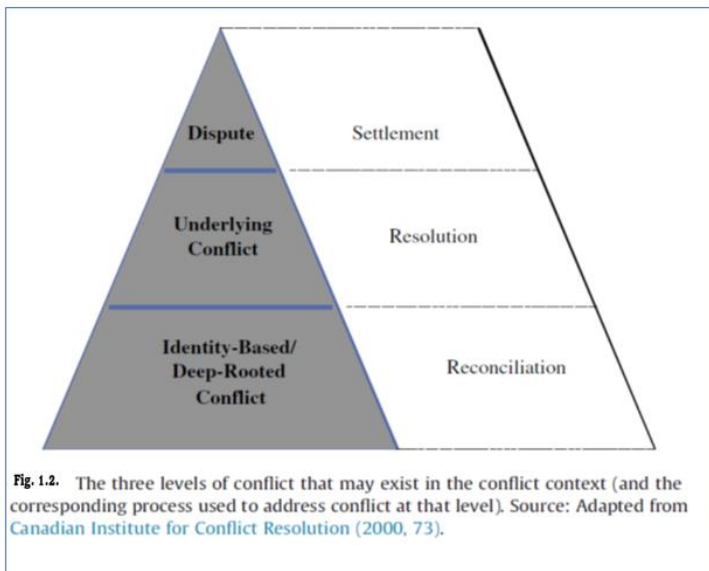 Dispute
Settlement
Underlying
Conflict
Resolution
Identity-Based/
Deep-Rooted
Conflict
Reconciliation
Fig. 1.2. The three levels of conflict that may exist in the conflict context (and the
corresponding process used to address conflict at that level). Source: Adapted from
Canadian Institute for Conflict Resolution (2000, 73).